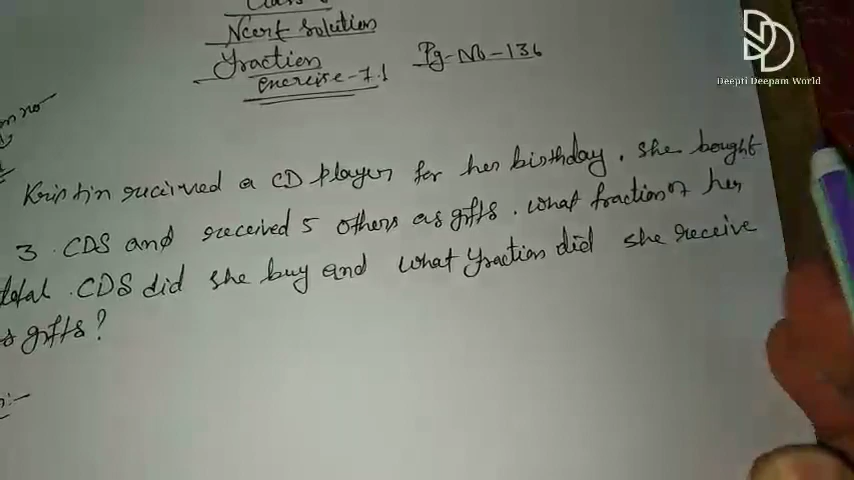 Ncert Solution
Fraction
exercise-7.1
Pg-No-136
Deepti Deepam World
Kristin recieved a CD Player for her birthday. She bought
3 CDS and received 5 others as gifts. What fraction of her
total CDS did she buy and what fraction did she receive
gifts?